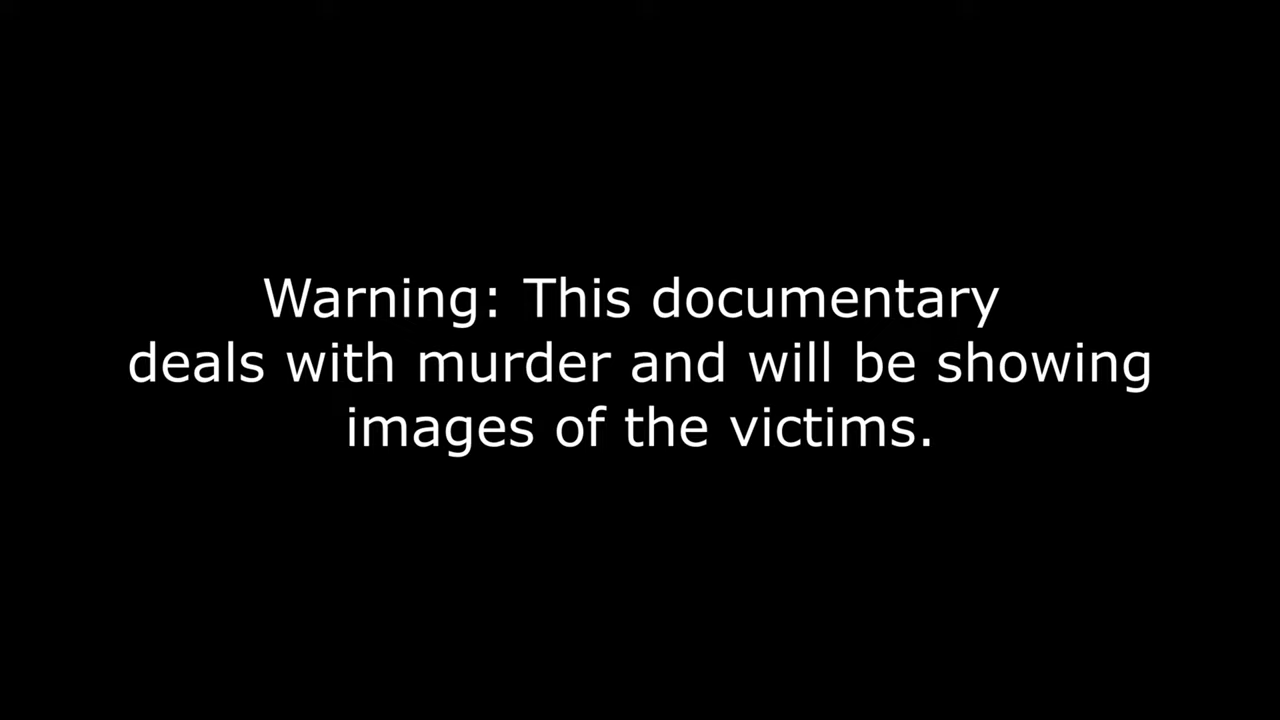 Warning: This documentary
deals with murder and will be showing
images of the victims.